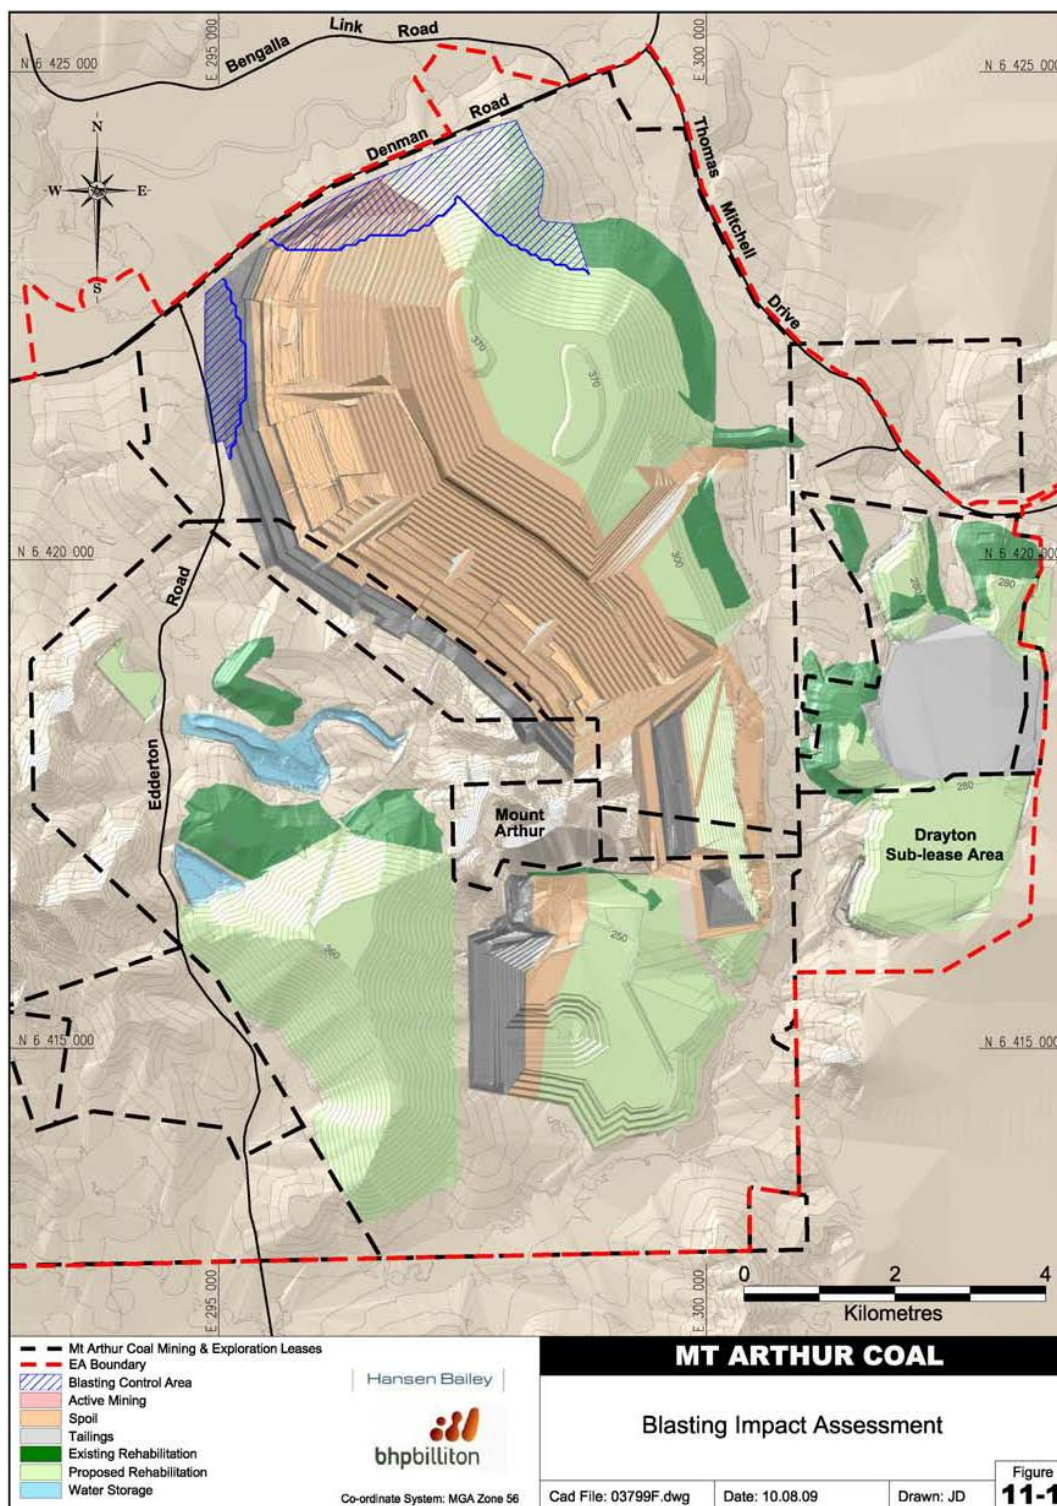 E 295 000
E 300 000
N 6 425 000
N 6 425 000
Bengalla Link Road
Denman Road
Thomas Mitchell Drive
N
W E
S
370
370
300
N 6 420 000
N 6 420 000
280
280
Edderton Road
Mount
Arthur
280
Drayton
Sub-lease Area
250
360
N 6 415 000
N 6 415 000
E 295 000
E 300 000
0 2 4
Kilometres
Mt Arthur Coal Mining & Exploration Leases
EA Boundary
Blasting Control Area
Active Mining
Spoil
Tailings
Existing Rehabilitation
Proposed Rehabilitation
Water Storage
Hansen Bailey
bhpbilliton
Co-ordinate System: MGA Zone 56
MT ARTHUR COAL
Blasting Impact Assessment
Cad File: 03799F.dwg
Date: 10.08.09
Drawn: JD
Figure
11-1